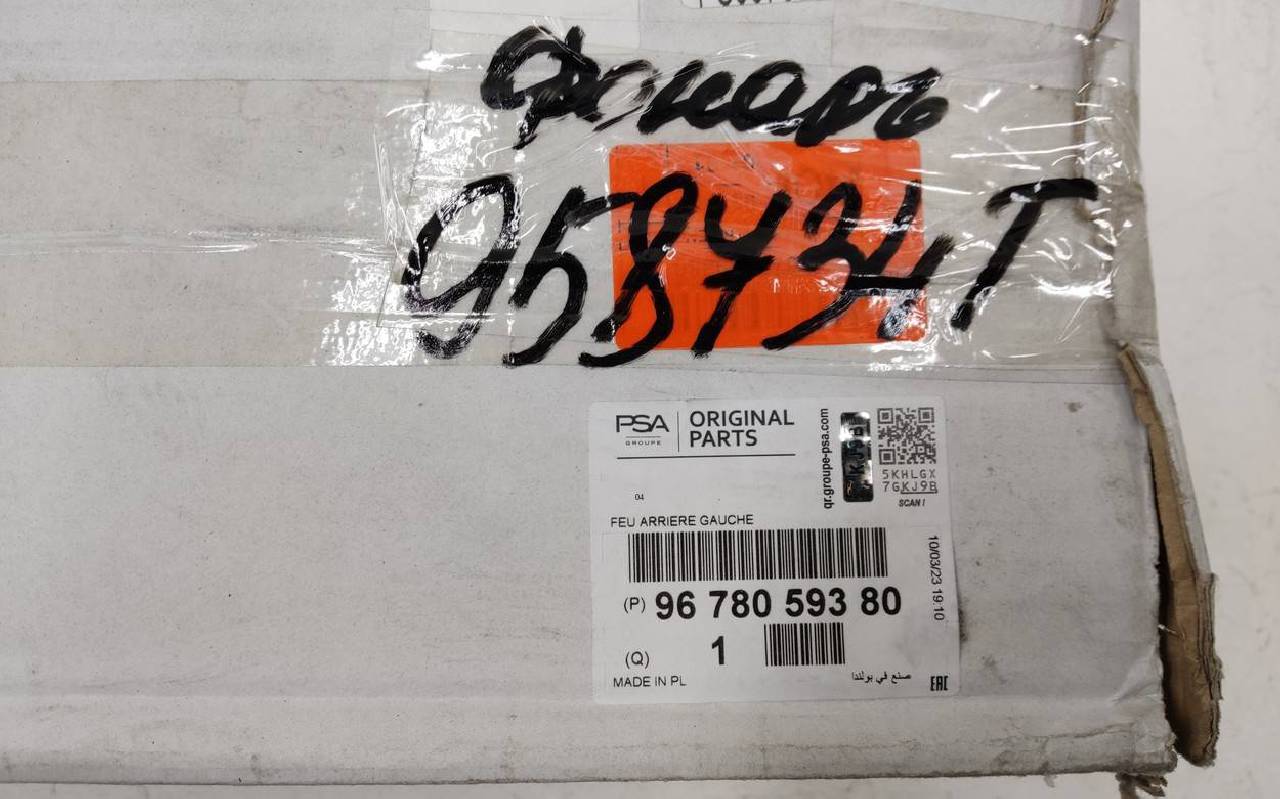 фонарь
958734T
PSA
GROUPE
ORIGINAL
PARTS
qr.groupe-psa.com
5KHLGX
7GKJ9B
SCAN!
04
FEU ARRIERE GAUCHE
10/03/23 19:10
(P) 96 780 593 80
(Q) 1
MADE IN PL
صنع في بولندا
EAC